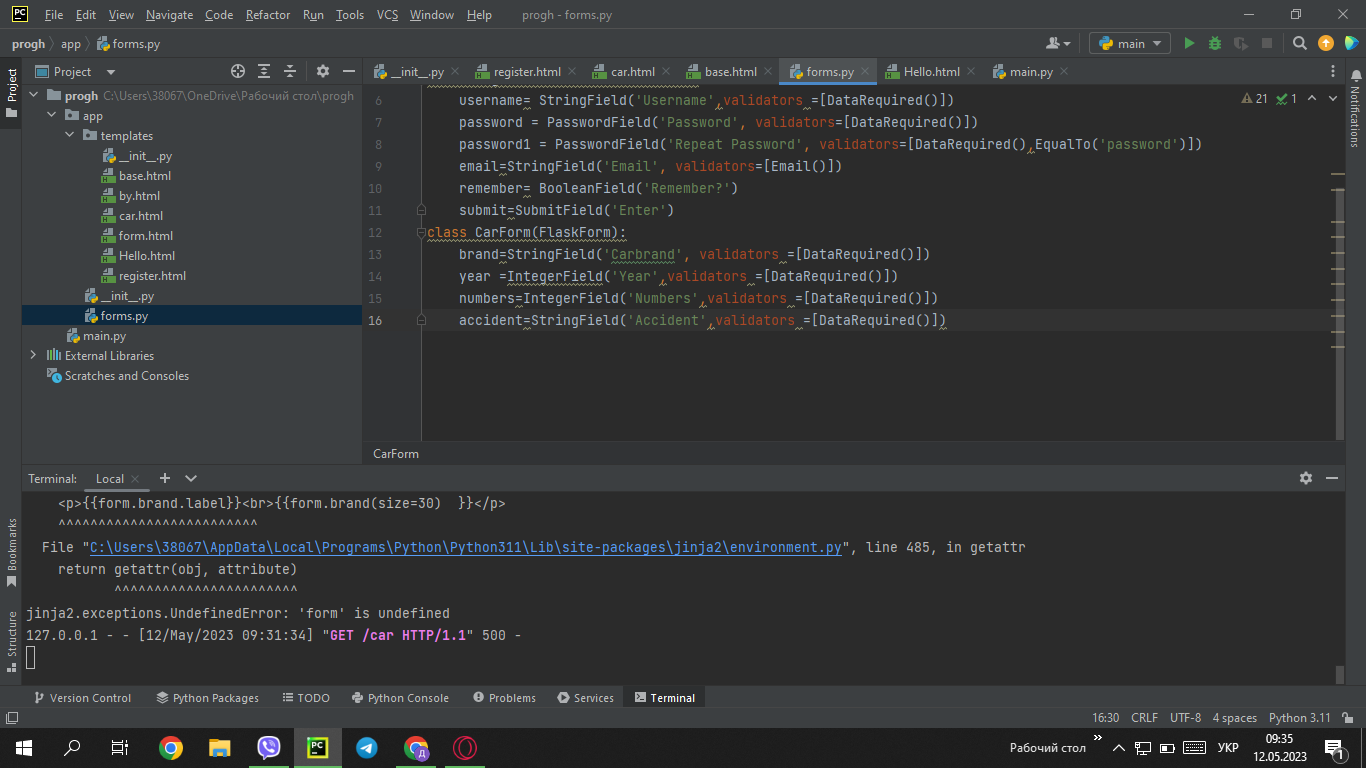 PC File Edit View Navigate Code Refactor Run Tools VCS Window Help progh - forms.py
progh app forms.py main
Project __init__.py register.html car.html base.html forms.py Hello.html main.py
Project
progh C:\Users\38067\OneDrive\Рабочий стол\progh
app
templates
__init__.py
base.html
by.html
car.html
form.html
Hello.html
register.html
__init__.py
forms.py
main.py
External Libraries
Scratches and Consoles
6 username= StringField('Username',validators =[DataRequired()])
7 password = PasswordField('Password', validators=[DataRequired()])
8 password1 = PasswordField('Repeat Password', validators=[DataRequired(),EqualTo('password')])
9 email=StringField('Email', validators=[Email()])
10 remember= BooleanField('Remember?')
11 submit=SubmitField('Enter')
12 class CarForm(FlaskForm):
13 brand=StringField('Carbrand', validators =[DataRequired()])
14 year =IntegerField('Year',validators =[DataRequired()])
15 numbers=IntegerField('Numbers',validators =[DataRequired()])
16 accident=StringField('Accident',validators =[DataRequired()])
21 1
Notifications
CarForm
Terminal: Local
<p>{{form.brand.label}}<br>{{form.brand(size=30)  }}</p>
^^^^^^^^^^^^^^^^^^^^^^^^^
File "C:\Users\38067\AppData\Local\Programs\Python\Python311\Lib\site-packages\jinja2\environment.py", line 485, in getattr
return getattr(obj, attribute)
^^^^^^^^^^^^^^^^^^^^^^^
jinja2.exceptions.UndefinedError: 'form' is undefined
127.0.0.1 - - [12/May/2023 09:31:34] "GET /car HTTP/1.1" 500 -
Bookmarks
Structure
Version Control Python Packages TODO Python Console Problems Services Terminal
16:30 CRLF UTF-8 4 spaces Python 3.11
PC Д Рабочий стол УКР 09:35
12.05.2023
1